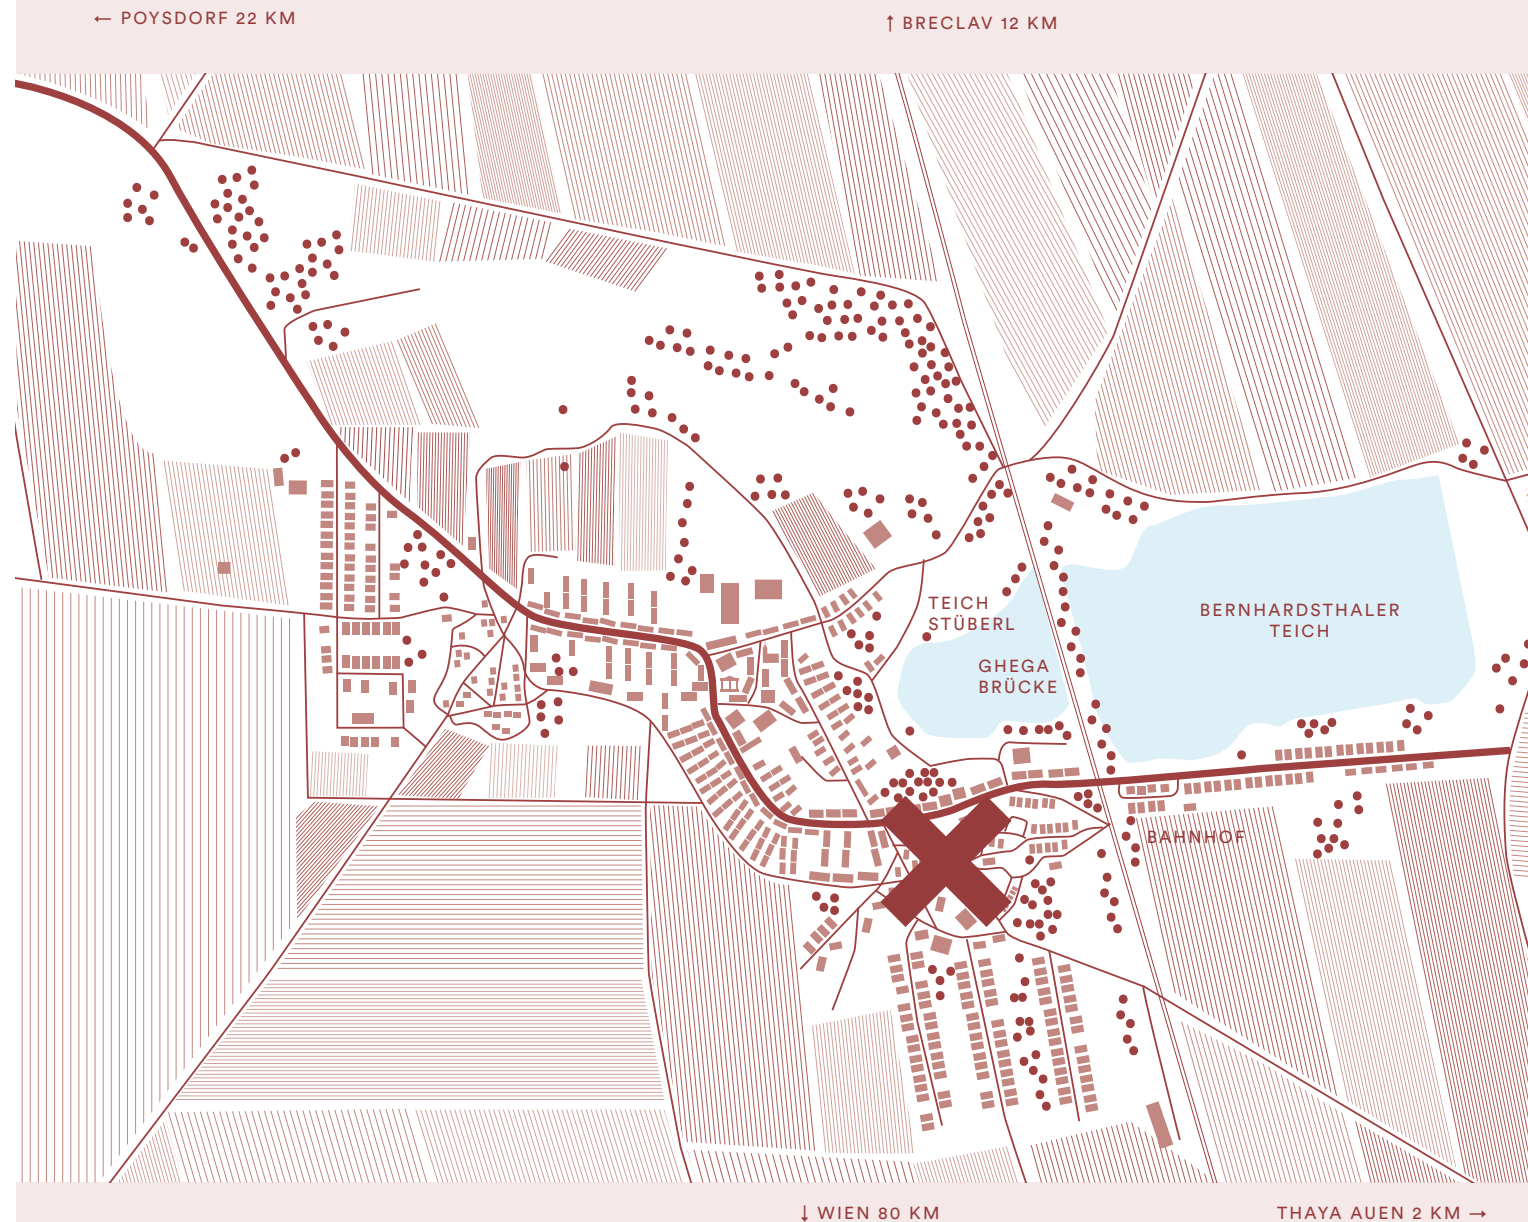 ← POYSDORF 22 KM
↑ BRECLAV 12 KM
TEICH
STÜBERL
BERNHARDSTHALER
TEICH
GHEGA
BRÜCKE
BAHNHOF
↓ WIEN 80 KM
THAYA AUEN 2 KM →